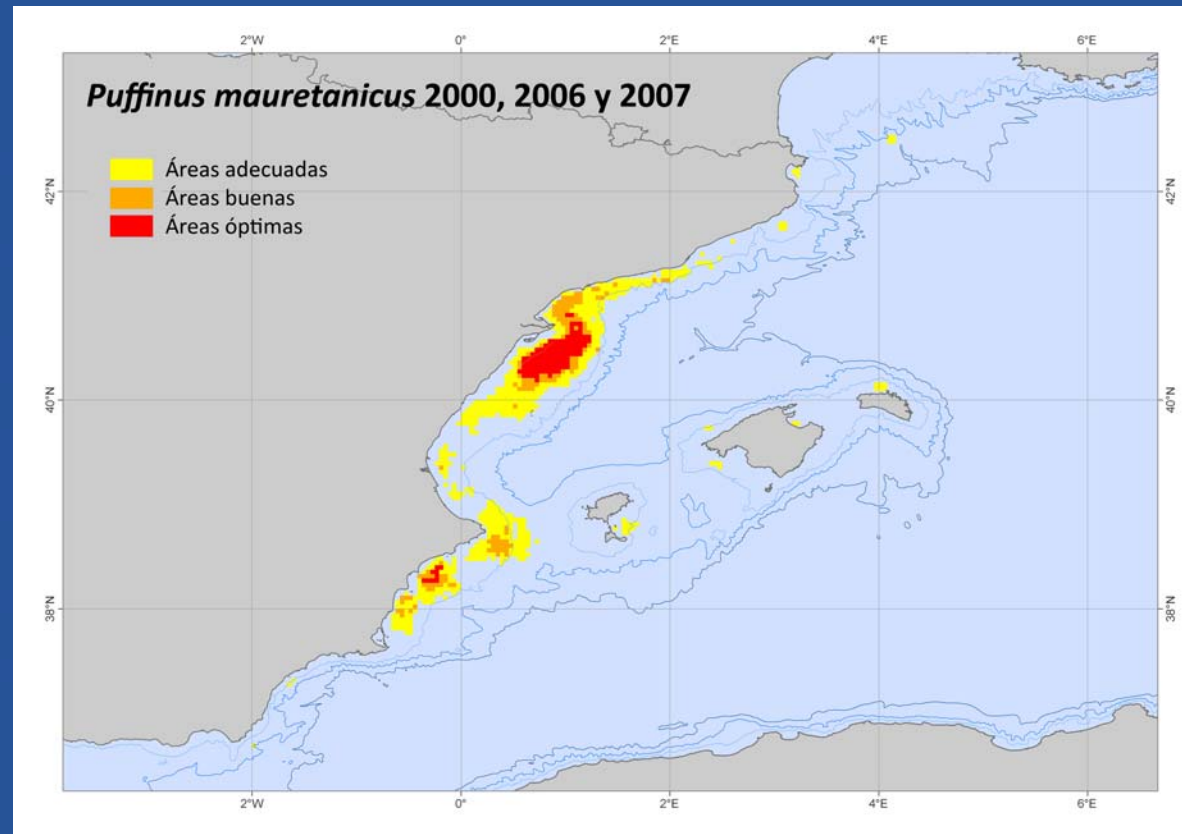 2°W 0° 2°E 4°E 6°E
Puffinus mauretanicus 2000, 2006 y 2007
Áreas adecuadas
Áreas buenas
Áreas óptimas
42°N 42°N
40°N 40°N
38°N 38°N
2°W 0° 2°E 4°E 6°E